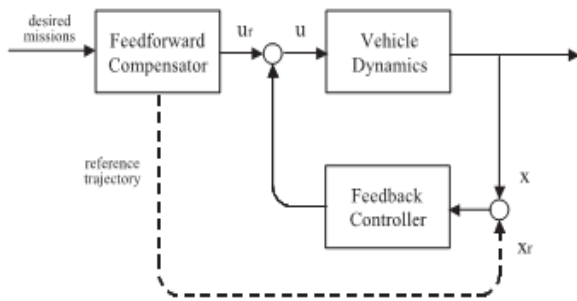 desired
missions
Feedforward
Compensator
ur
u
Vehicle
Dynamics
reference
trajectory
Feedback
Controller
x
xr